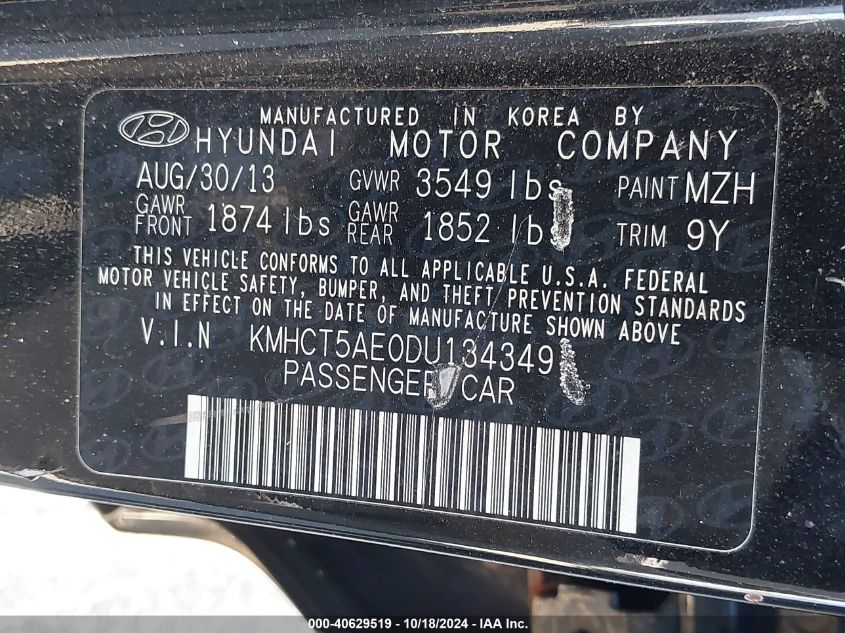 MANUFACTURED IN KOREA BY
HYUNDAI MOTOR COMPANY
AUG/30/13 GVWR 3549 lbs PAINT MZH
GAWR FRONT 1874 lbs GAWR REAR 1852 lb TRIM 9Y
THIS VEHICLE CONFORMS TO ALL APPLICABLE U.S.A. FEDERAL
MOTOR VEHICLE SAFETY, BUMPER, AND THEFT PREVENTION STANDARDS
IN EFFECT ON THE DATE OF MANUFACTURE SHOWN ABOVE
V.I.N KMHCT5AE0DU134349
PASSENGER CAR
000-40629519 - 10/18/2024 - IAA Inc.